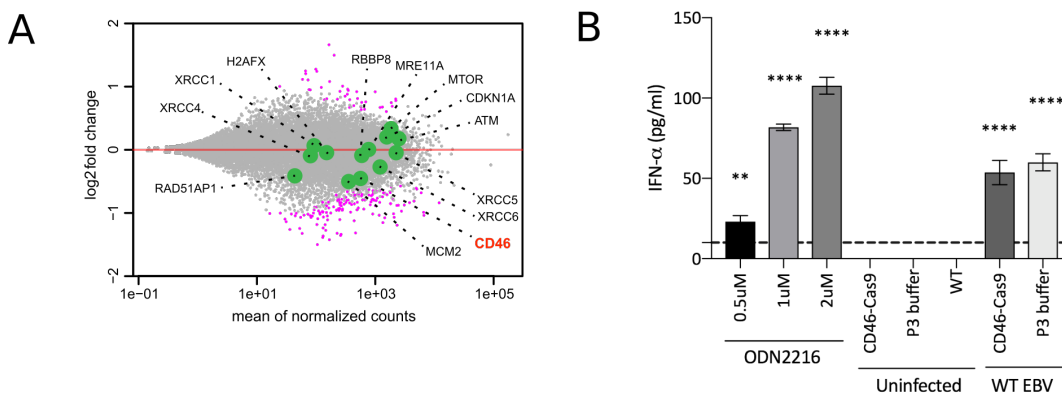 A
2
1
0
−1
−2
log2fold change
1e−01
1e+01
1e+03
1e+05
mean of normalized counts
H2AFX
XRCC1
XRCC4
RAD51AP1
RBBP8
MRE11A
MTOR
CDKN1A
ATM
XRCC5
XRCC6
CD46
MCM2
B
150
100
50
0
IFN-α (pg/ml)
**
****
****
****
****
0.5uM
1uM
2uM
CD46-Cas9
P3 buffer
WT
CD46-Cas9
P3 buffer
ODN2216
Uninfected
WT EBV